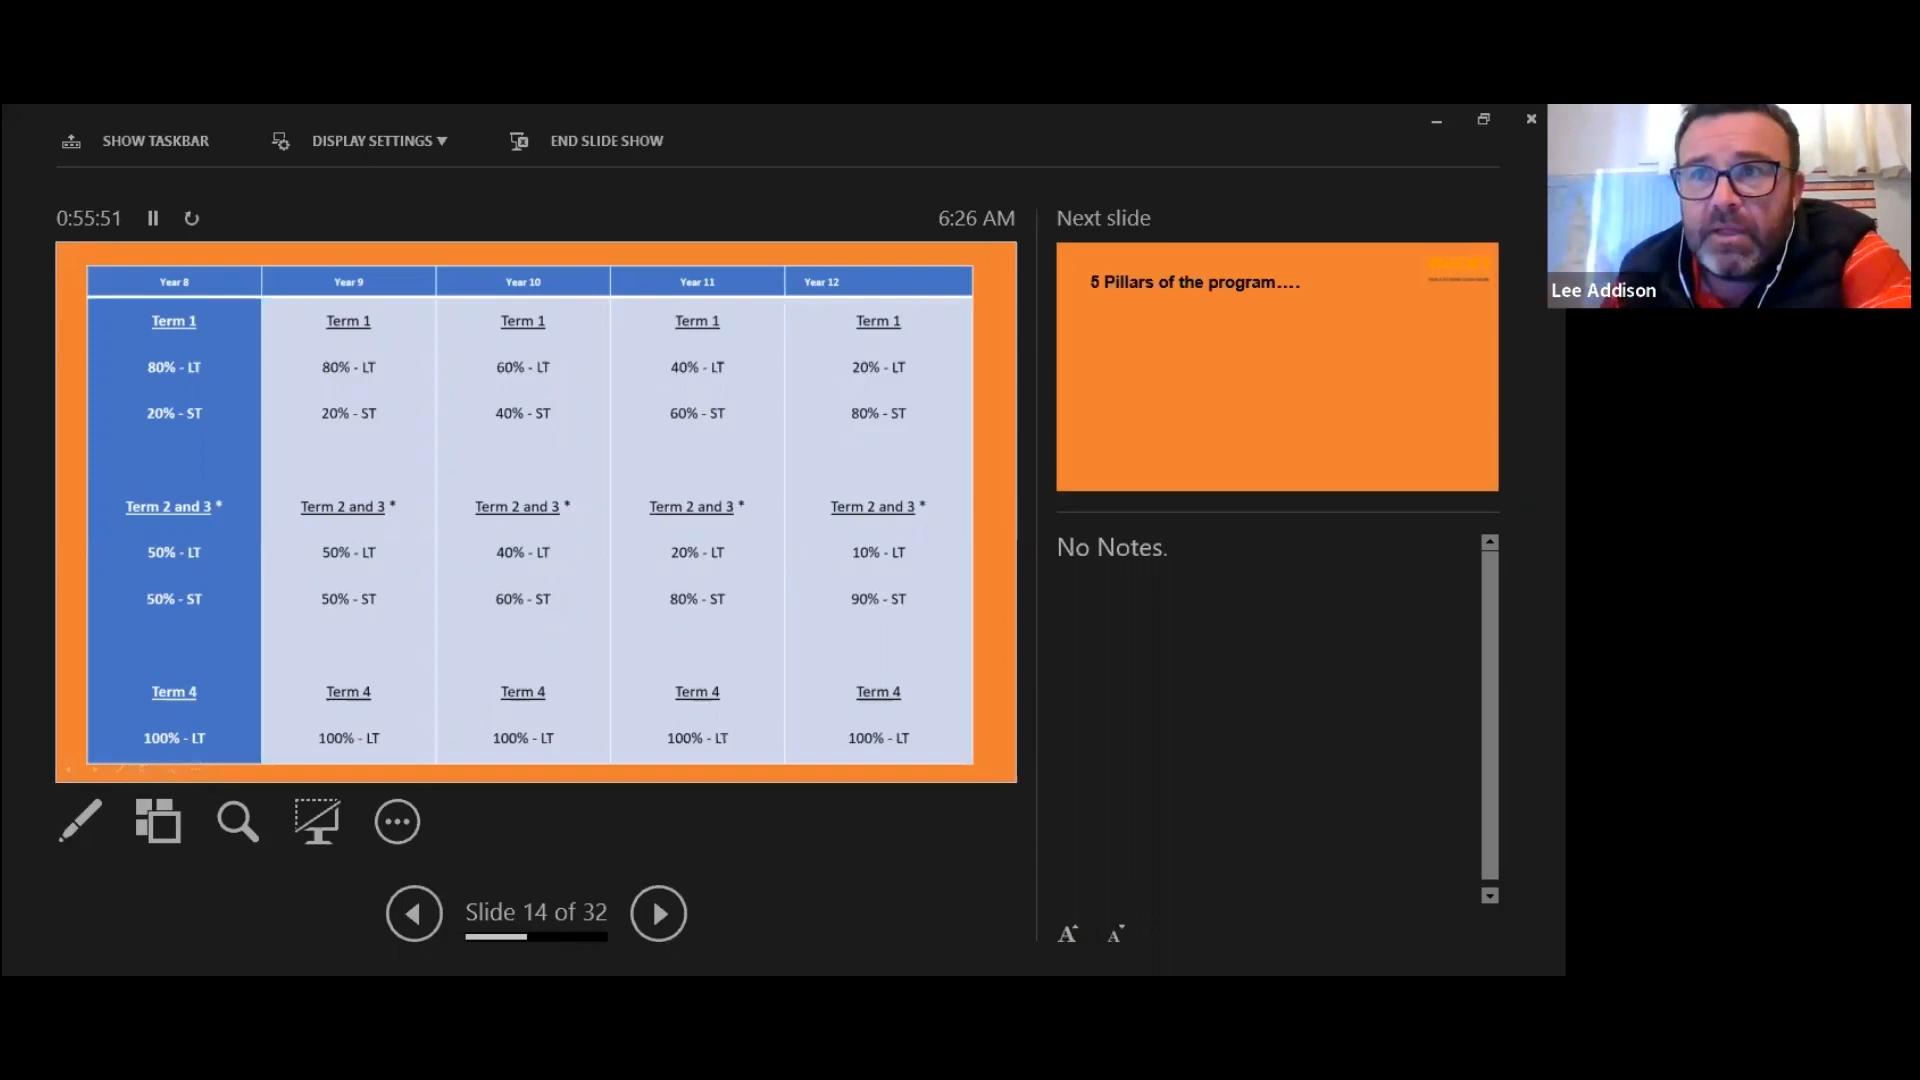 SHOW TASKBAR DISPLAY SETTINGS ▼ END SLIDE SHOW
0:55:51 6:26 AM
Year 8 Year 9 Year 10 Year 11 Year 12
Term 1 Term 1 Term 1 Term 1 Term 1
80% - LT 80% - LT 60% - LT 40% - LT 20% - LT
20% - ST 20% - ST 40% - ST 60% - ST 80% - ST
Term 2 and 3 * Term 2 and 3 * Term 2 and 3 * Term 2 and 3 * Term 2 and 3 *
50% - LT 50% - LT 40% - LT 20% - LT 10% - LT
50% - ST 50% - ST 60% - ST 80% - ST 90% - ST
Term 4 Term 4 Term 4 Term 4 Term 4
100% - LT 100% - LT 100% - LT 100% - LT 100% - LT
Slide 14 of 32
Next slide
5 Pillars of the program....
No Notes.
A A
Lee Addison